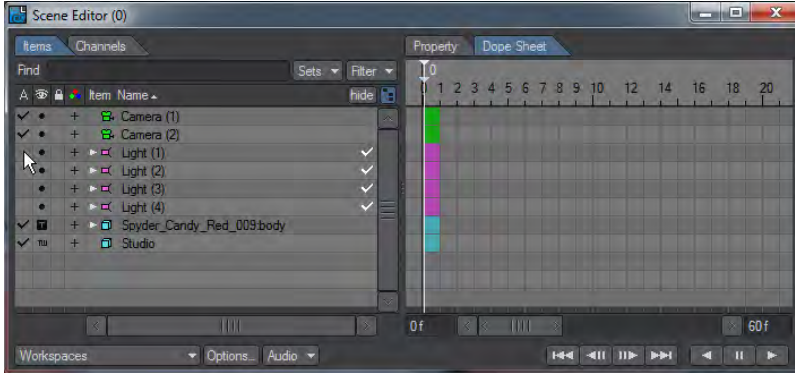 Scene Editor (0)
Items Channels Property Dope Sheet
Find Sets Filter
0
A Item Name hide
0 1 2 3 4 5 6 7 8 9 10 12 14 16 18 20
Camera (1)
Camera (2)
Light (1)
Light (2)
Light (3)
Light (4)
T Spyder_Candy_Red_009:body
Studio
0 f 60 f
Workspaces Options... Audio